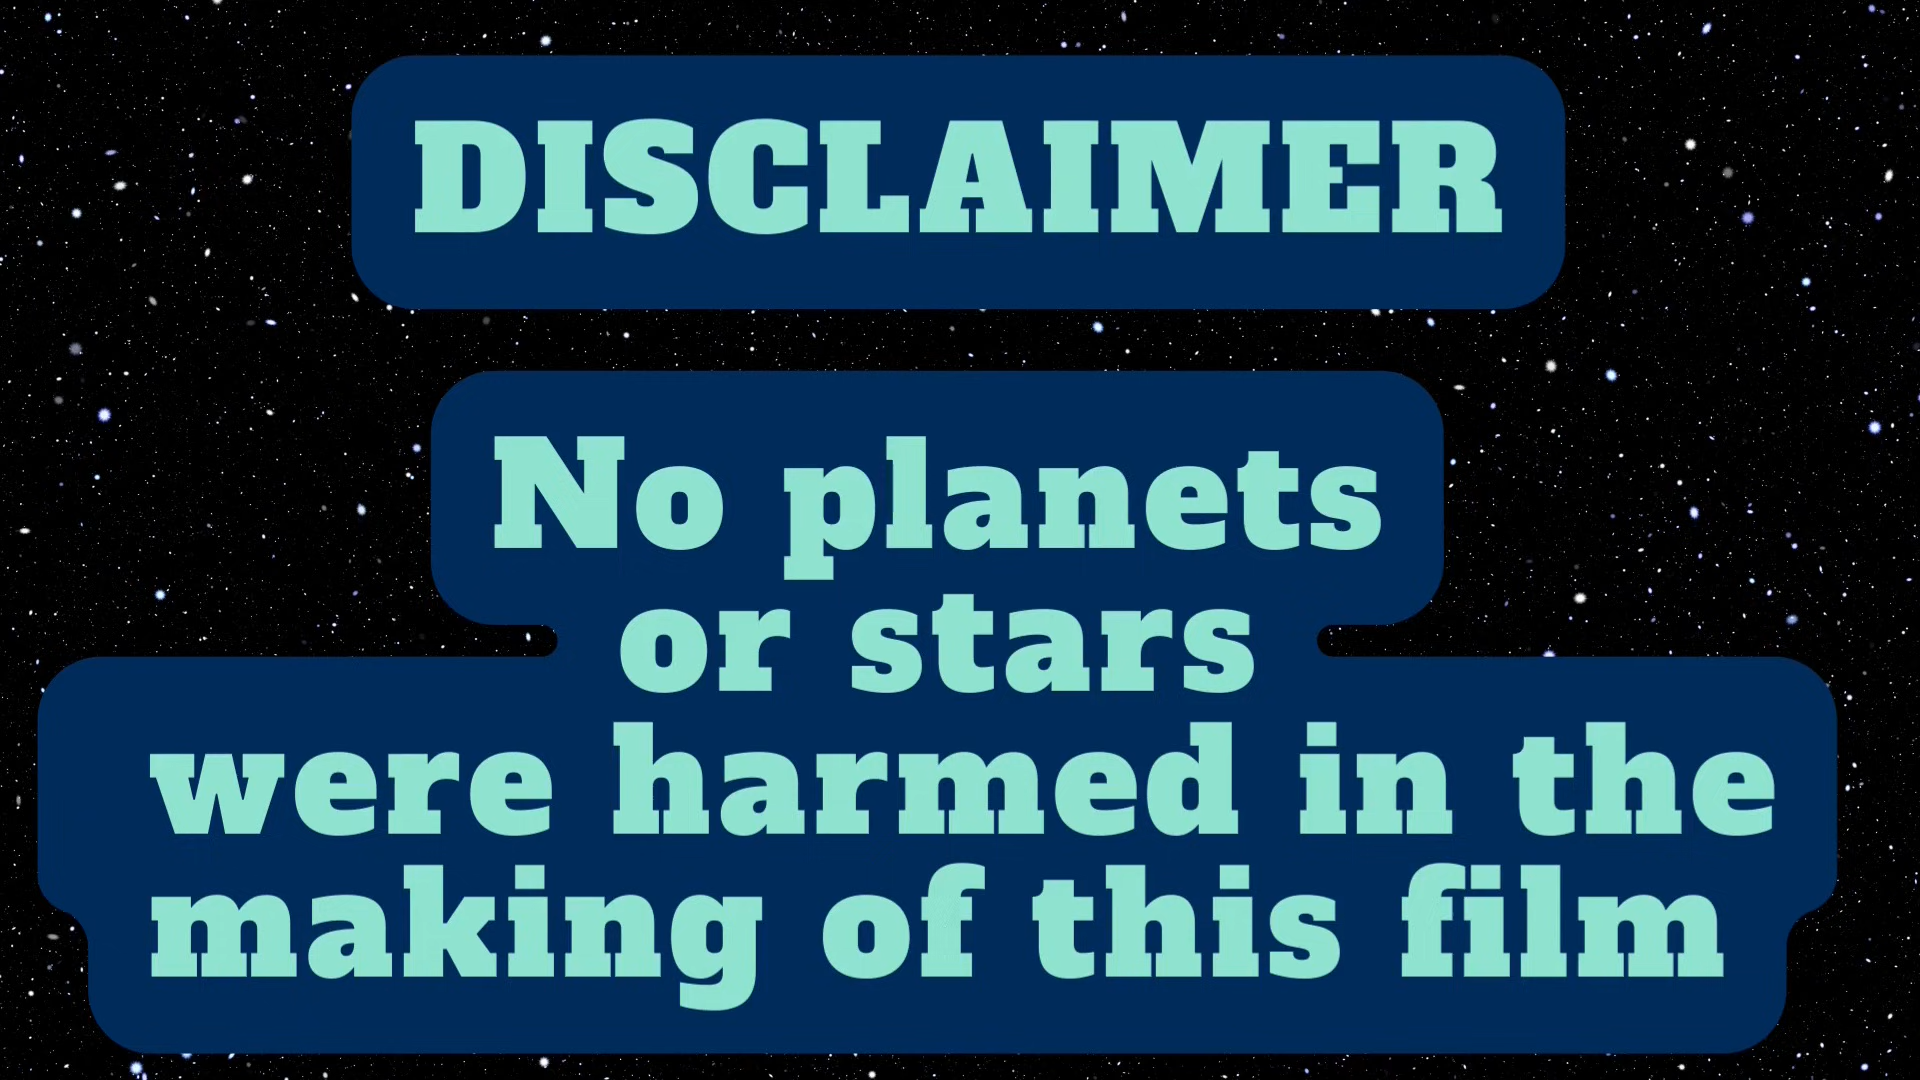 DISCLAIMER
No planets
or stars
were harmed in the
making of this film